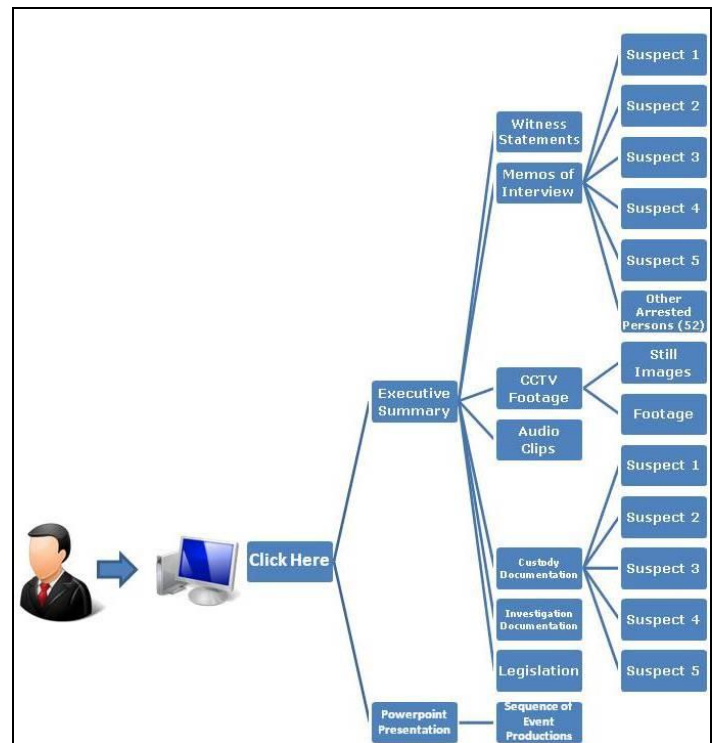 Click Here
Executive
Summary
Powerpoint
Presentation
Witness
Statements
Memos of
Interview
CCTV
Footage
Audio
Clips
Custody
Documentation
Investigation
Documentation
Legislation
Sequence of
Event
Productions
Suspect 1
Suspect 2
Suspect 3
Suspect 4
Suspect 5
Other
Arrested
Persons (52)
Still
Images
Footage
Suspect 1
Suspect 2
Suspect 3
Suspect 4
Suspect 5